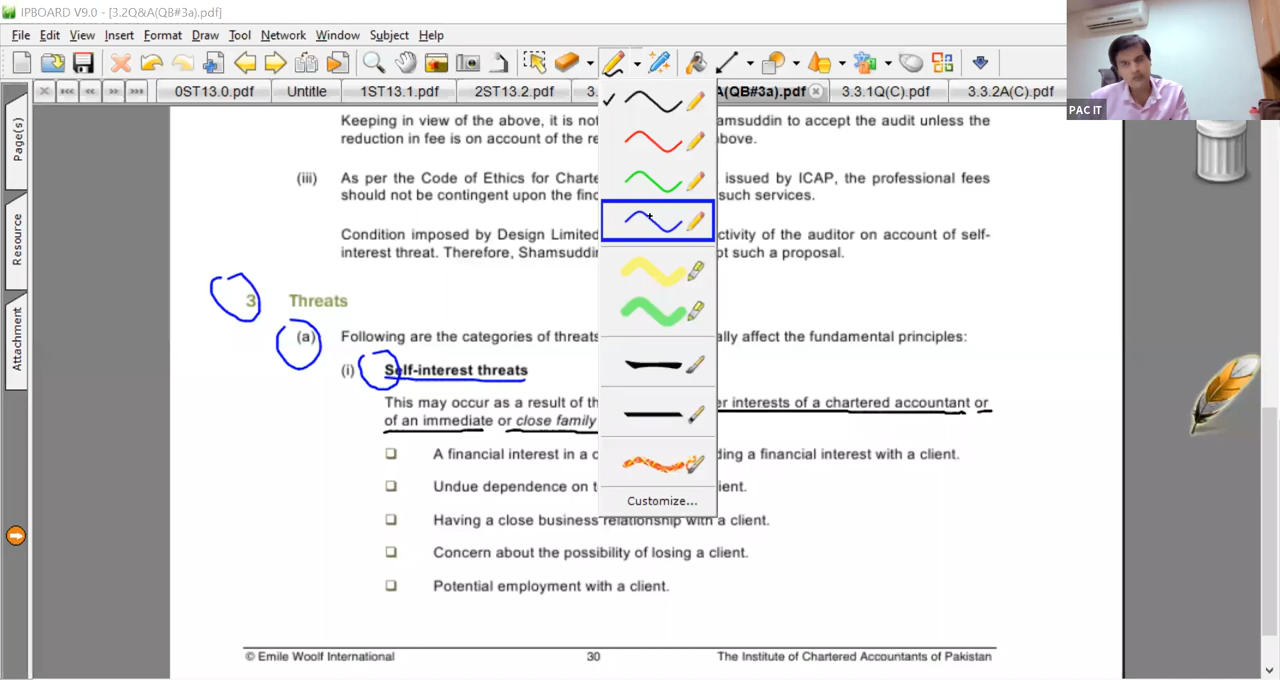 IPBOARD V9.0 - [3.2Q&A(QB#3a).pdf]
File Edit View Insert Format Draw Tool Network Window Subject Help
PAC IT
0ST13.0.pdf Untitle 1ST13.1.pdf 2ST13.2.pdf 3. A(QB#3a).pdf 3.3.1Q(C).pdf 3.3.2A(C).pdf
Page(s)
Resource
Attachment
Keeping in view of the above, it is not amsuddin to accept the audit unless the
reduction in fee is on account of the re bove.
(iii) As per the Code of Ethics for Charte issued by ICAP, the professional fees
should not be contingent upon the finc such services.
Condition imposed by Design Limited ctivity of the auditor on account of self-
interest threat. Therefore, Shamsuddin pt such a proposal.
3 Threats
(a) Following are the categories of threats ally affect the fundamental principles:
(i) Self-interest threats
This may occur as a result of th er interests of a chartered accountant or
of an immediate or close family
❑ A financial interest in a c ding a financial interest with a client.
❑ Undue dependence on t ient.
❑ Having a close business relationship with a client.
❑ Concern about the possibility of losing a client.
❑ Potential employment with a client.
Customize...
© Emile Woolf International 30 The Institute of Chartered Accountants of Pakistan